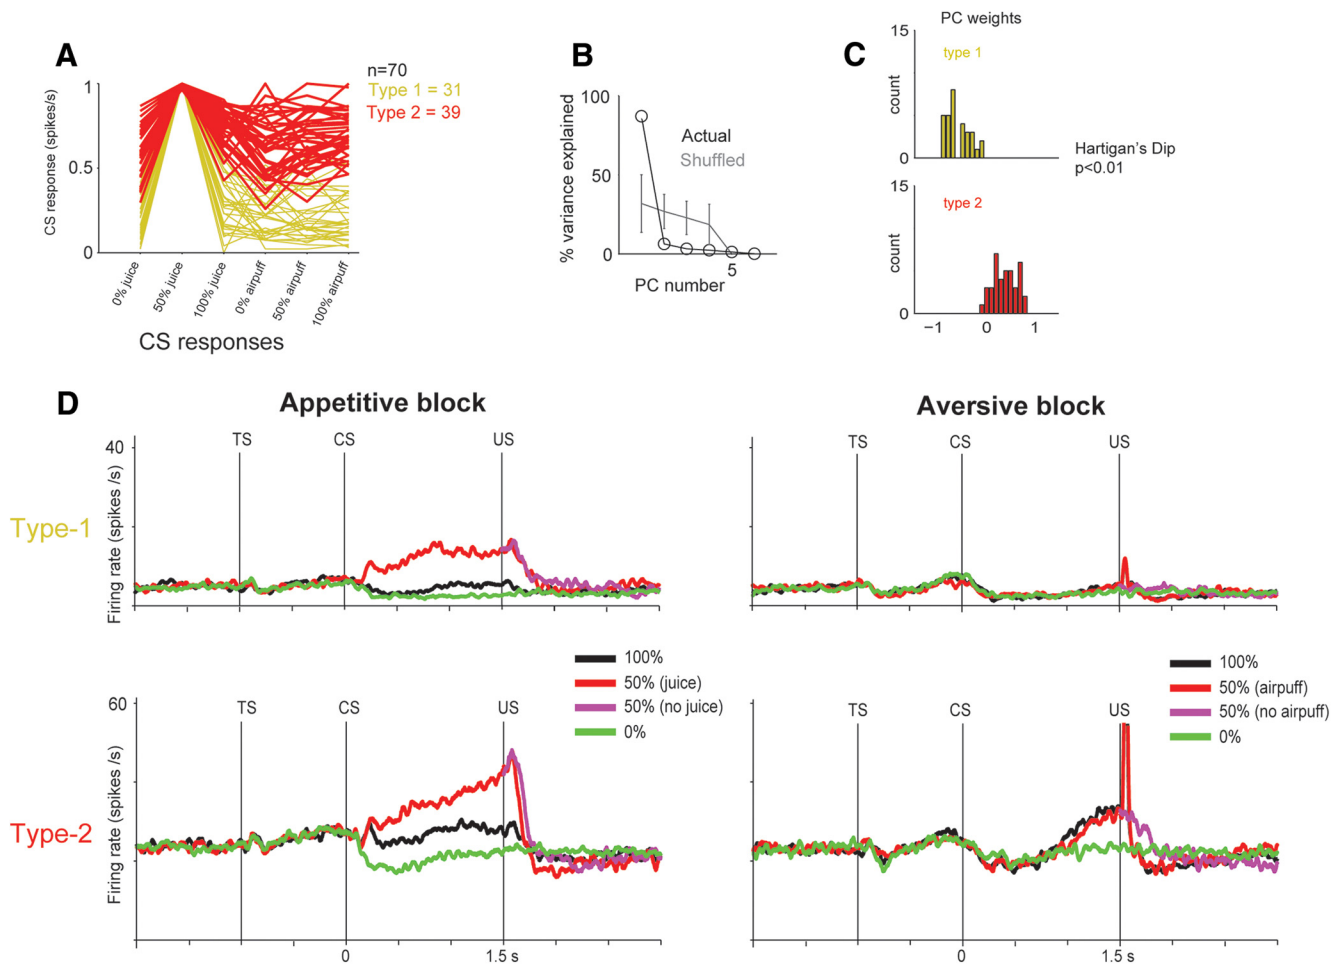 A
n=70
Type 1 = 31
Type 2 = 39
CS response (spikes/s)
1
0.5
0
0% juice
50% juice
100% juice
0% airpuff
50% airpuff
100% airpuff
CS responses
B
% variance explained
100
50
0
Actual
Shuffled
5
PC number
C
PC weights
15
type 1
count
0
Hartigan's Dip
p<0.01
15
type 2
count
0
−1
0
1
D
Appetitive block
Aversive block
Type-1
Firing rate (spikes /s)
40
TS
CS
US
TS
CS
US
Type-2
Firing rate (spikes /s)
60
TS
CS
US
100%
50% (juice)
50% (no juice)
0%
0
1.5 s
TS
CS
US
100%
50% (airpuff)
50% (no airpuff)
0%
0
1.5 s